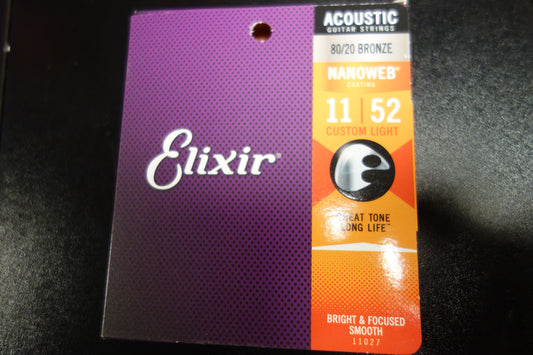 ACOUSTIC
GUITAR STRINGS
80/20 BRONZE
NANOWEB®
COATING
11 | 52
CUSTOM LIGHT
Elixir®
GREAT TONE
LONG LIFE™
BRIGHT & FOCUSED
SMOOTH
11027